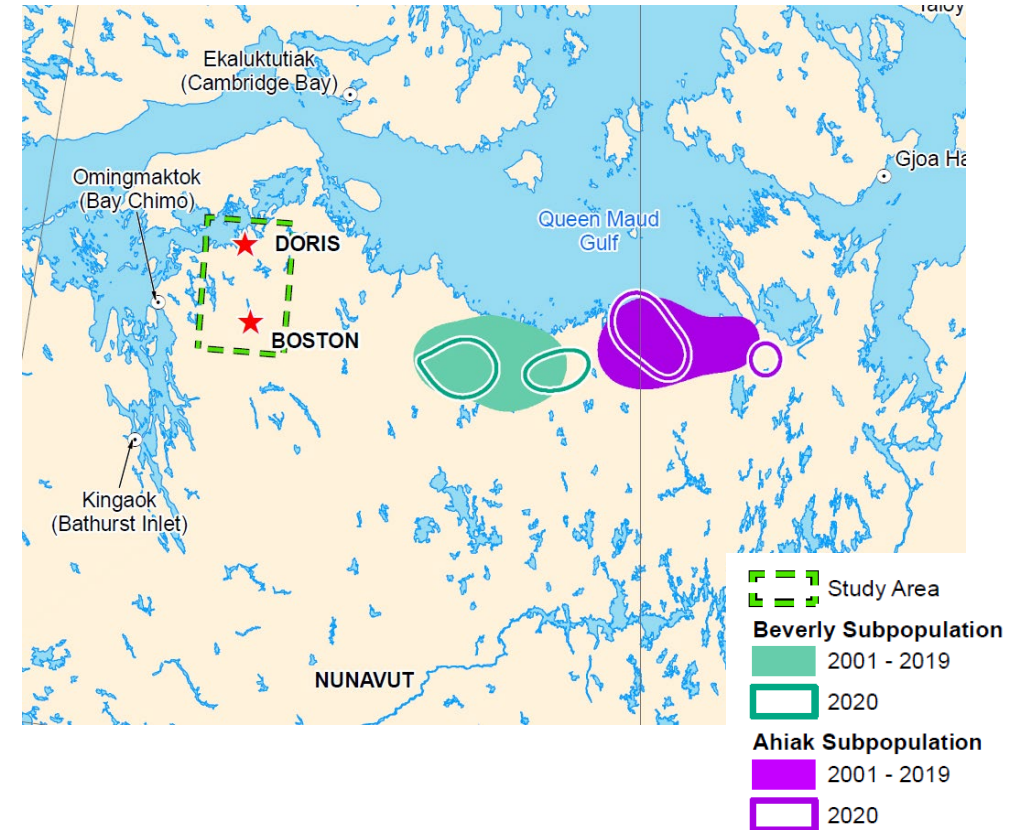 Taloy
Ekaluktutiak
(Cambridge Bay)
Gjoa Ha
Omingmaktok
(Bay Chimo)
Queen Maud
Gulf
DORIS
BOSTON
Kingaok
(Bathurst Inlet)
NUNAVUT
Study Area
Beverly Subpopulation
2001 - 2019
2020
Ahiak Subpopulation
2001 - 2019
2020